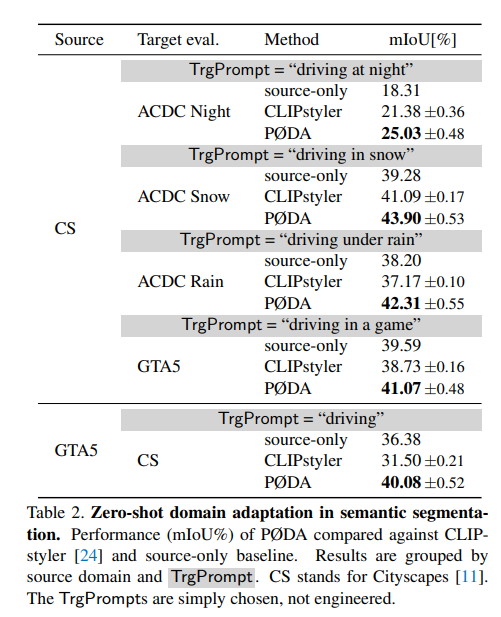 Source Target eval. Method mIoU[%]
TrgPrompt = “driving at night”
source-only 18.31
ACDC Night CLIPstyler 21.38 ±0.36
PØDA 25.03 ±0.48
TrgPrompt = “driving in snow”
source-only 39.28
ACDC Snow CLIPstyler 41.09 ±0.17
PØDA 43.90 ±0.53
CS
TrgPrompt = “driving under rain”
source-only 38.20
ACDC Rain CLIPstyler 37.17 ±0.10
PØDA 42.31 ±0.55
TrgPrompt = “driving in a game”
source-only 39.59
GTA5 CLIPstyler 38.73 ±0.16
PØDA 41.07 ±0.48
TrgPrompt = “driving”
source-only 36.38
GTA5 CS CLIPstyler 31.50 ±0.21
PØDA 40.08 ±0.52
Table 2. Zero-shot domain adaptation in semantic segmenta-
tion. Performance (mIoU%) of PØDA compared against CLIP-
styler [24] and source-only baseline. Results are grouped by
source domain and TrgPrompt. CS stands for Cityscapes [11].
The TrgPrompts are simply chosen, not engineered.